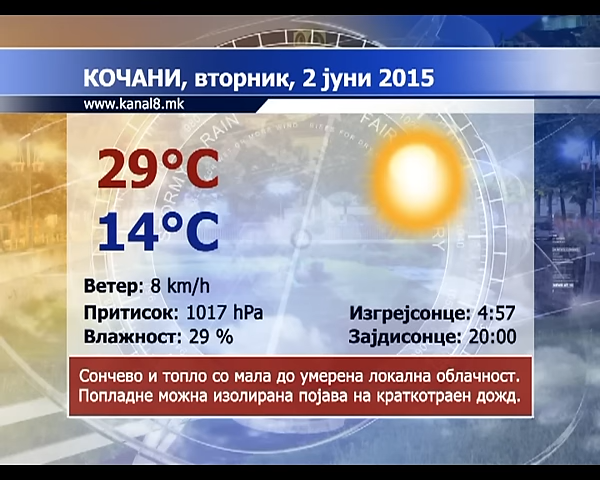 КОЧАНИ, вторник, 2 јуни 2015
www.kanal8.mk
29°C
14°C
Ветер: 8 km/h
Притисок: 1017 hPa
Влажност: 29 %
Изгрејсонце: 4:57
Зајдисонце: 20:00
Сончево и топло со мала до умерена локална облачност.
Попладне можна изолирана појава на краткотраен дожд.
RAIN
FAIR